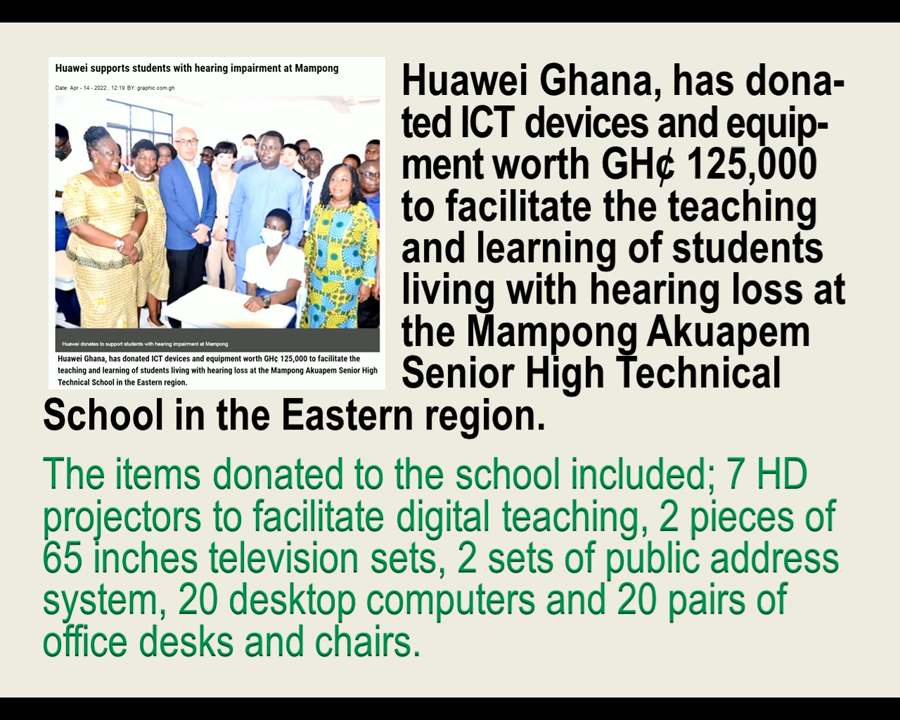 Huawei supports students with hearing impairment at Mampong
Date: Apr - 14 - 2022 , 12:19 BY: graphic.com.gh
Huawei donates to support students with hearing impairment at Mampong
Huawei Ghana, has donated ICT devices and equipment worth GH¢ 125,000 to facilitate the
teaching and learning of students living with hearing loss at the Mampong Akuapem Senior High
Technical School in the Eastern region.
Huawei Ghana, has dona-
ted ICT devices and equip-
ment worth GH¢ 125,000
to facilitate the teaching
and learning of students
living with hearing loss at
the Mampong Akuapem
Senior High Technical
School in the Eastern region.
The items donated to the school included; 7 HD
projectors to facilitate digital teaching, 2 pieces of
65 inches television sets, 2 sets of public address
system, 20 desktop computers and 20 pairs of
office desks and chairs.